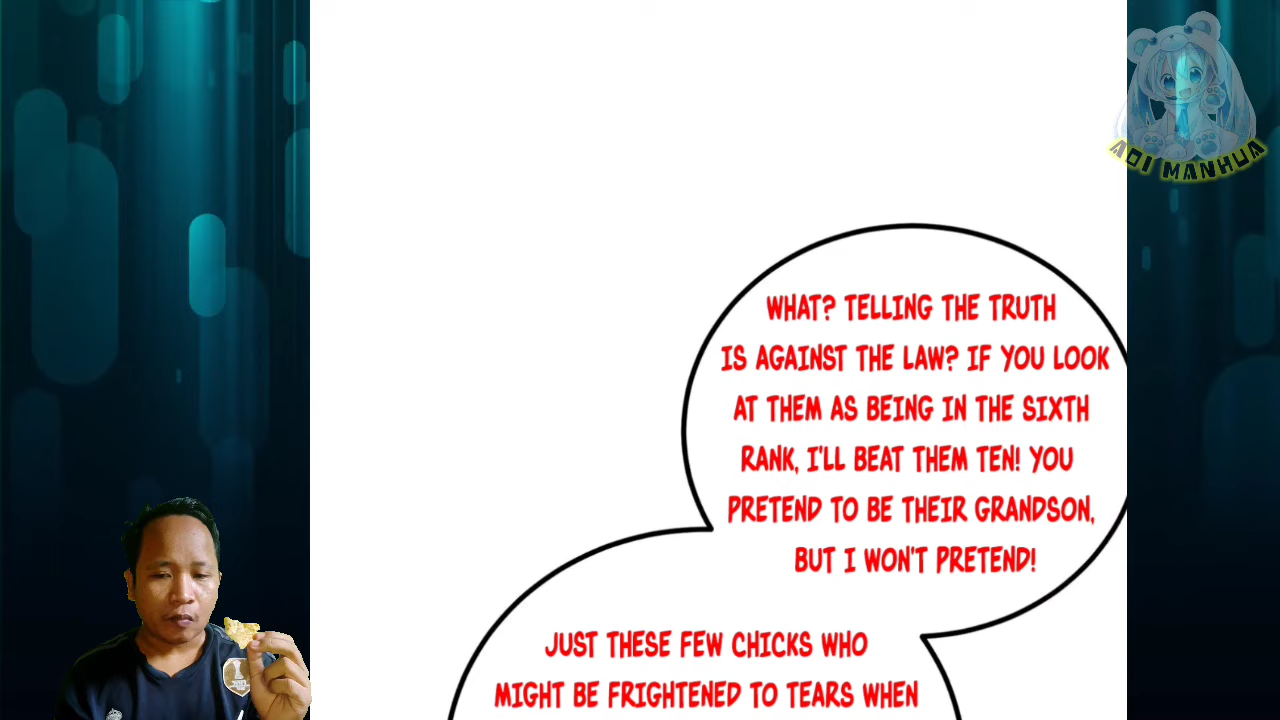 AOI MANHUA
WHAT? TELLING THE TRUTH
IS AGAINST THE LAW? IF YOU LOOK
AT THEM AS BEING IN THE SIXTH
RANK, I'LL BEAT THEM TEN! YOU
PRETEND TO BE THEIR GRANDSON,
BUT I WON'T PRETEND!
JUST THESE FEW CHICKS WHO
MIGHT BE FRIGHTENED TO TEARS WHEN